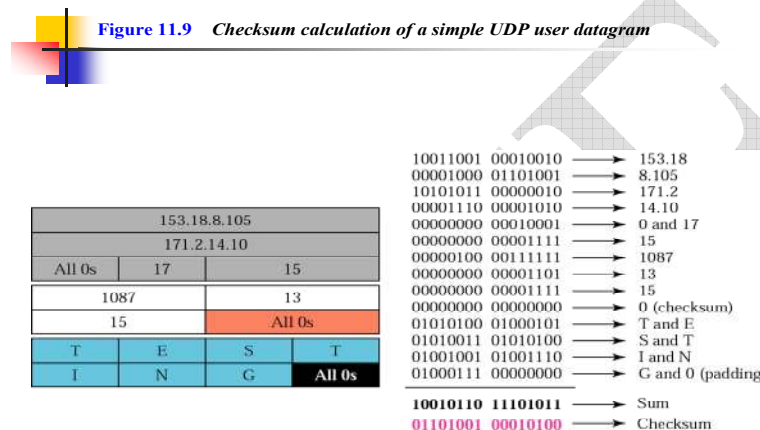 Figure 11.9 Checksum calculation of a simple UDP user datagram
153.18.8.105
171.2.14.10
All 0s 17 15
1087 13
15 All 0s
T E S T
I N G All 0s
10011001 00010010 → 153.18
00001000 01101001 → 8.105
10101011 00000010 → 171.2
00001110 00001010 → 14.10
00000000 00010001 → 0 and 17
00000000 00001111 → 15
00000100 00111111 → 1087
00000000 00001101 → 13
00000000 00001111 → 15
00000000 00000000 → 0 (checksum)
01010100 01000101 → T and E
01010011 01010100 → S and T
01001001 01001110 → I and N
01000111 00000000 → G and 0 (padding
10010110 11101011 → Sum
01101001 00010100 → Checksum